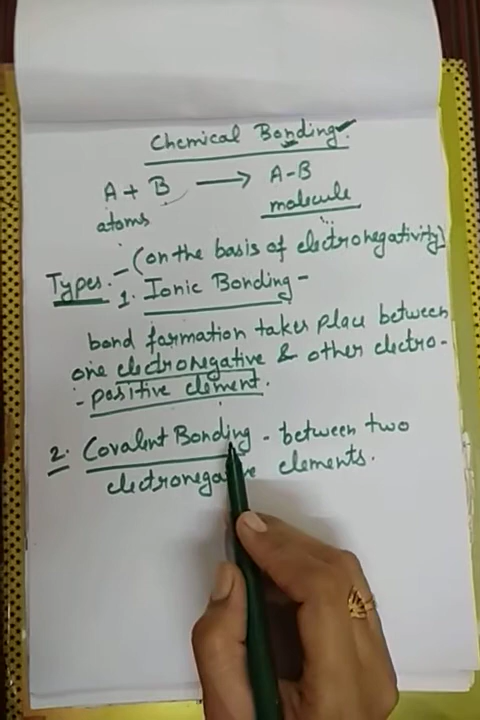 Chemical Bonding
A + B → A-B
atoms molecule
(on the basis of electronegativity)
Types:-
1. Ionic Bonding -
bond formation takes place between
one electronegative & other electro-
- positive element.
2. Covalent Bonding - between two
electronegative elements.